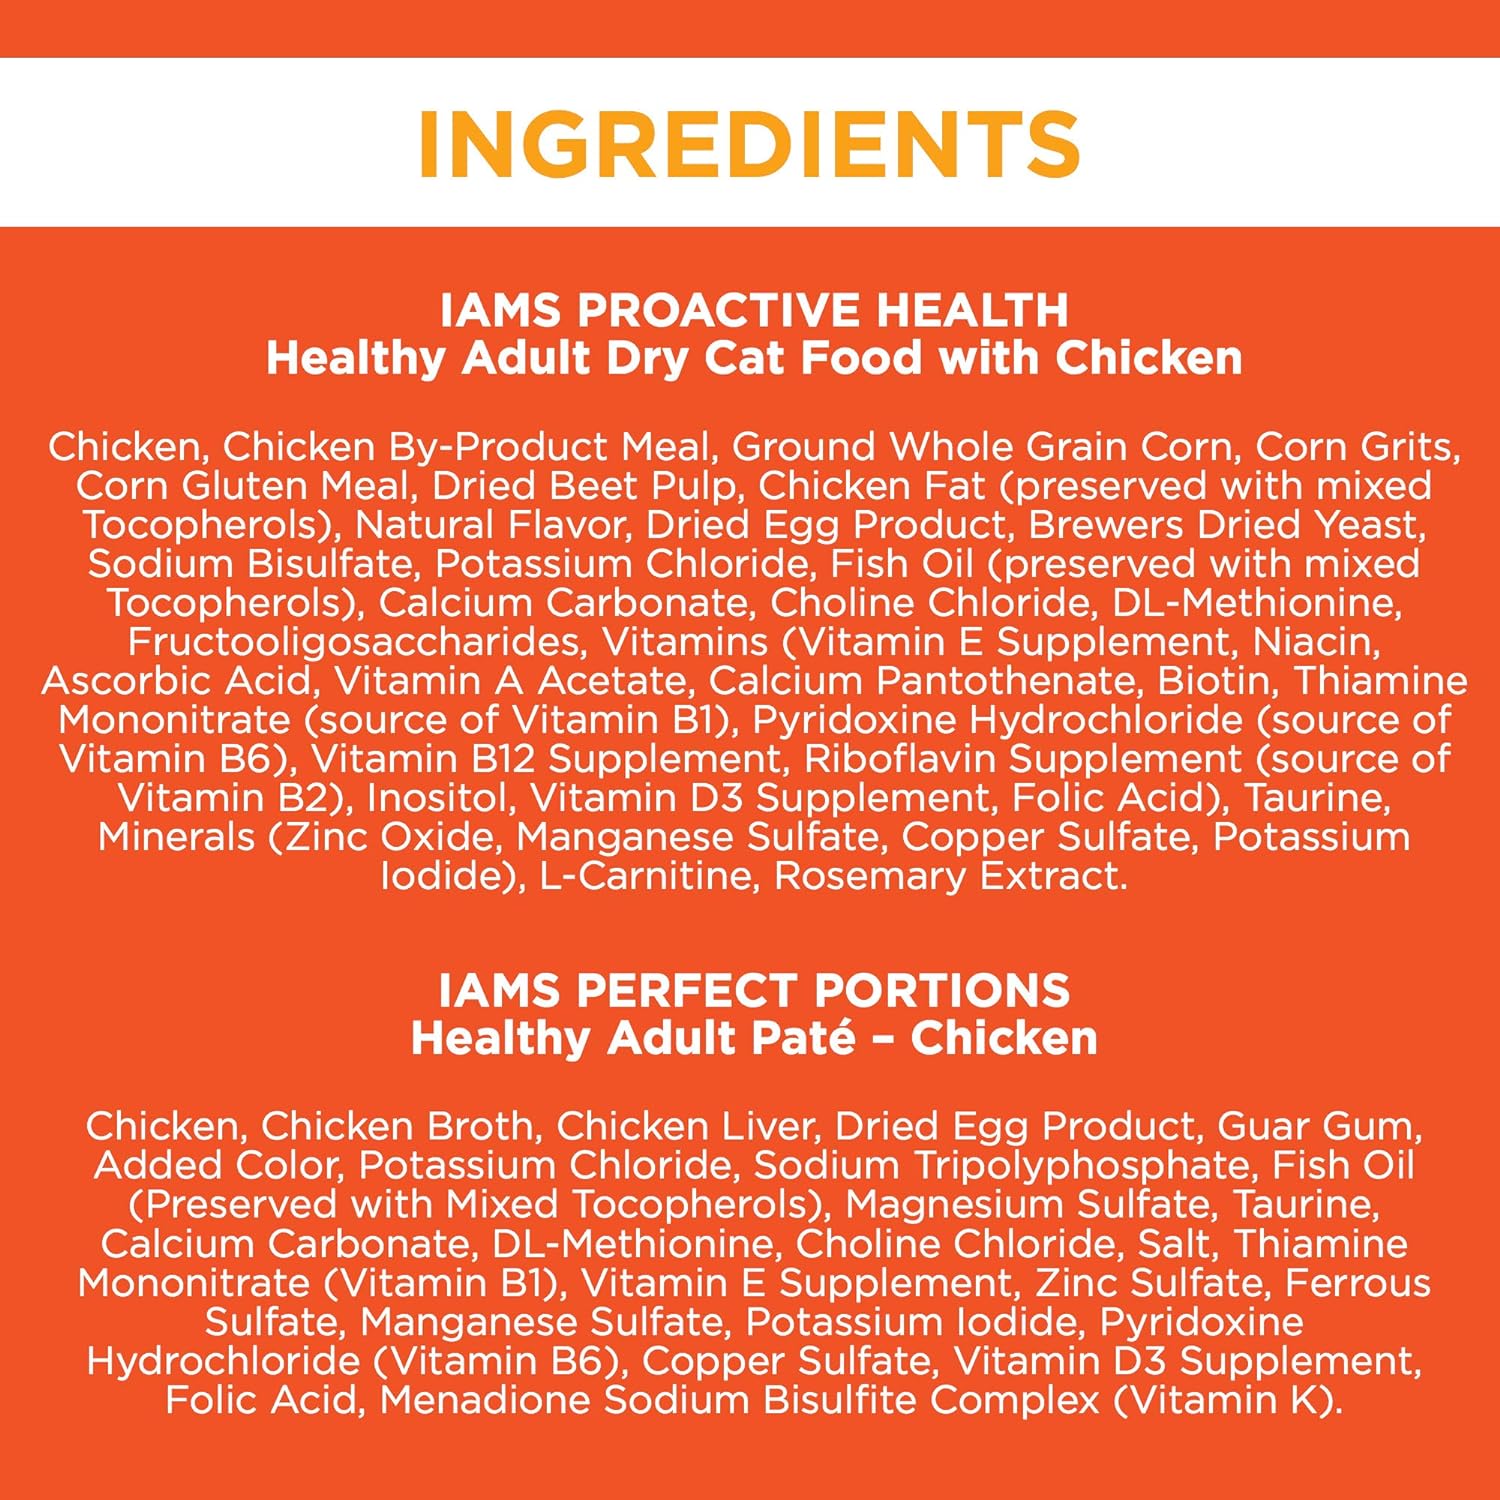 INGREDIENTS
IAMS PROACTIVE HEALTH
Healthy Adult Dry Cat Food with Chicken
Chicken, Chicken By-Product Meal, Ground Whole Grain Corn, Corn Grits,
Corn Gluten Meal, Dried Beet Pulp, Chicken Fat (preserved with mixed
Tocopherols), Natural Flavor, Dried Egg Product, Brewers Dried Yeast,
Sodium Bisulfate, Potassium Chloride, Fish Oil (preserved with mixed
Tocopherols), Calcium Carbonate, Choline Chloride, DL-Methionine,
Fructooligosaccharides, Vitamins (Vitamin E Supplement, Niacin,
Ascorbic Acid, Vitamin A Acetate, Calcium Pantothenate, Biotin, Thiamine
Mononitrate (source of Vitamin B1), Pyridoxine Hydrochloride (source of
Vitamin B6), Vitamin B12 Supplement, Riboflavin Supplement (source of
Vitamin B2), Inositol, Vitamin D3 Supplement, Folic Acid), Taurine,
Minerals (Zinc Oxide, Manganese Sulfate, Copper Sulfate, Potassium
Iodide), L-Carnitine, Rosemary Extract.
IAMS PERFECT PORTIONS
Healthy Adult Paté – Chicken
Chicken, Chicken Broth, Chicken Liver, Dried Egg Product, Guar Gum,
Added Color, Potassium Chloride, Sodium Tripolyphosphate, Fish Oil
(Preserved with Mixed Tocopherols), Magnesium Sulfate, Taurine,
Calcium Carbonate, DL-Methionine, Choline Chloride, Salt, Thiamine
Mononitrate (Vitamin B1), Vitamin E Supplement, Zinc Sulfate, Ferrous
Sulfate, Manganese Sulfate, Potassium Iodide, Pyridoxine
Hydrochloride (Vitamin B6), Copper Sulfate, Vitamin D3 Supplement,
Folic Acid, Menadione Sodium Bisulfite Complex (Vitamin K).